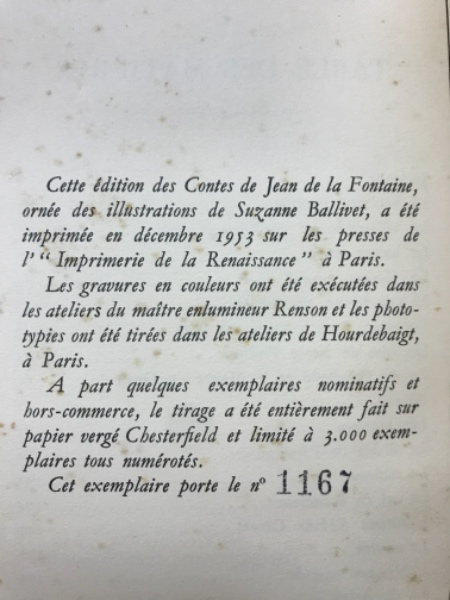 Cette édition des Contes de Jean de la Fontaine,
ornée des illustrations de Suzanne Ballivet, a été
imprimée en décembre 1953 sur les presses de
l' “ Imprimerie de la Renaissance ” à Paris.
Les gravures en couleurs ont été exécutées dans
les ateliers du maître enlumineur Renson et les photo-
typies ont été tirées dans les ateliers de Hourdebaigt,
à Paris.
A part quelques exemplaires nominatifs et
hors-commerce, le tirage a été entièrement fait sur
papier vergé Chesterfield et limité à 3.000 exem-
plaires tous numérotés.
Cet exemplaire porte le nº 1167